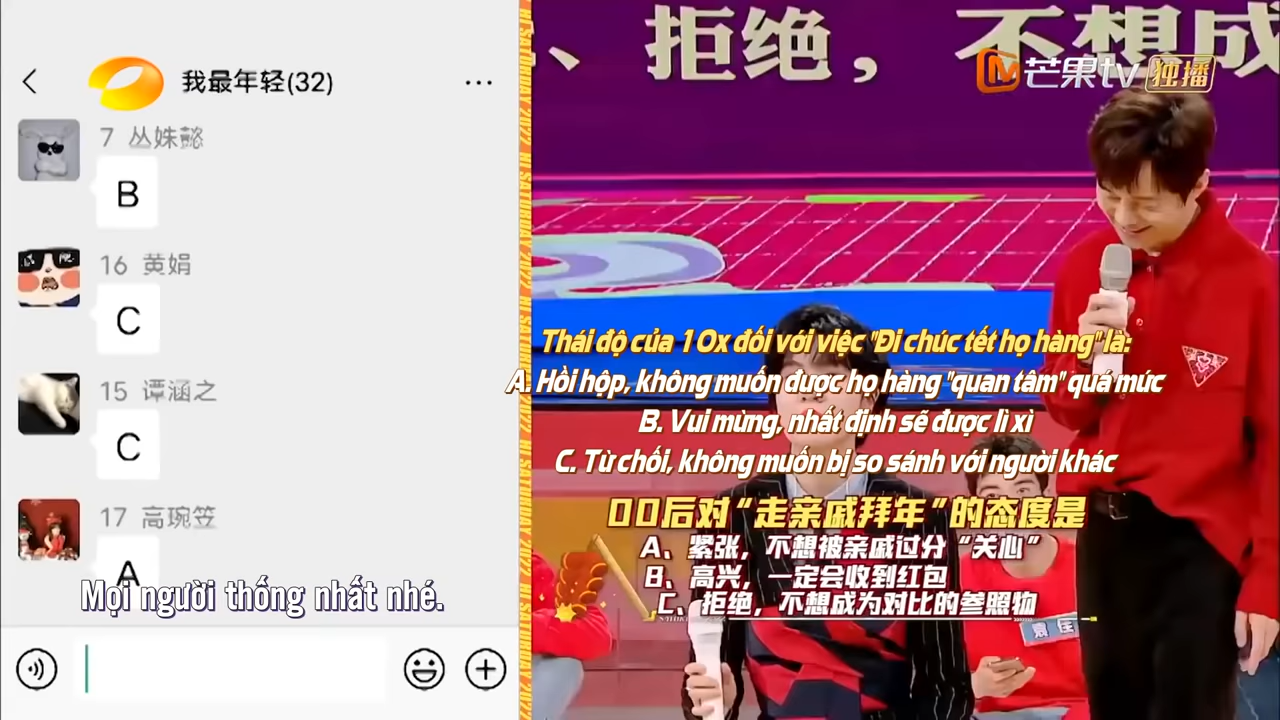 我最年轻(32)
7 丛姝懿
B
16 黄娟
C
15 谭涵之
C
17 高琬笠
A
Mọi người thống nhất nhé.
HI SATURDAY 2022
、拒绝，不想成
芒果tv 独播
Thái độ của 10x đối với việc "Đi chúc tết họ hàng" là:
A. Hồi hộp, không muốn được họ hàng "quan tâm" quá mức
B. Vui mừng, nhất định sẽ được lì xì
C. Từ chối, không muốn bị so sánh với người khác
00后对“走亲戚拜年”的态度是
A、紧张，不想被亲戚过分“关心”
B、高兴，一定会收到红包
C、拒绝，不想成为对比的参照物